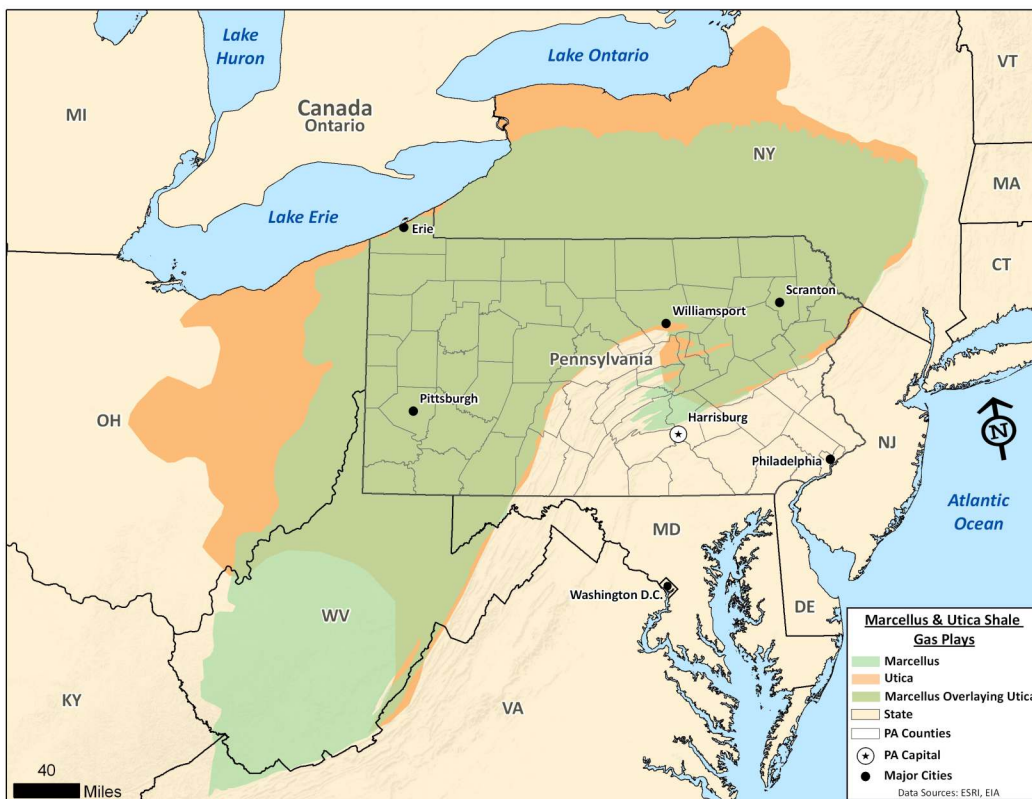 Lake
Huron
Lake Ontario
VT
MI
Canada
Ontario
NY
MA
Lake Erie
Erie
CT
Scranton
Williamsport
Pennsylvania
Pittsburgh
OH
Harrisburg
N
NJ
Philadelphia
Atlantic
Ocean
MD
Washington D.C.
DE
WV
KY
VA
Marcellus & Utica Shale
Gas Plays
Marcellus
Utica
Marcellus Overlaying Utica
State
PA Counties
PA Capital
Major Cities
Data Sources: ESRI, EIA
40
Miles